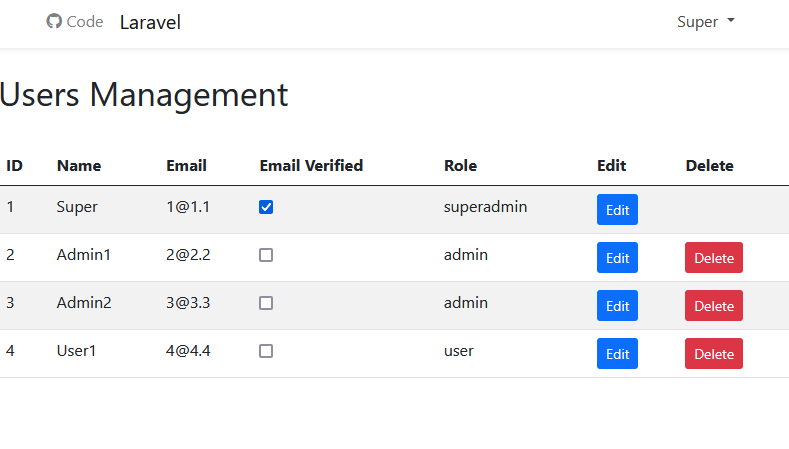 Code Laravel Super
Users Management
ID Name Email Email Verified Role Edit Delete
1 Super 1@1.1 superadmin Edit
2 Admin1 2@2.2 admin Edit Delete
3 Admin2 3@3.3 admin Edit Delete
4 User1 4@4.4 user Edit Delete